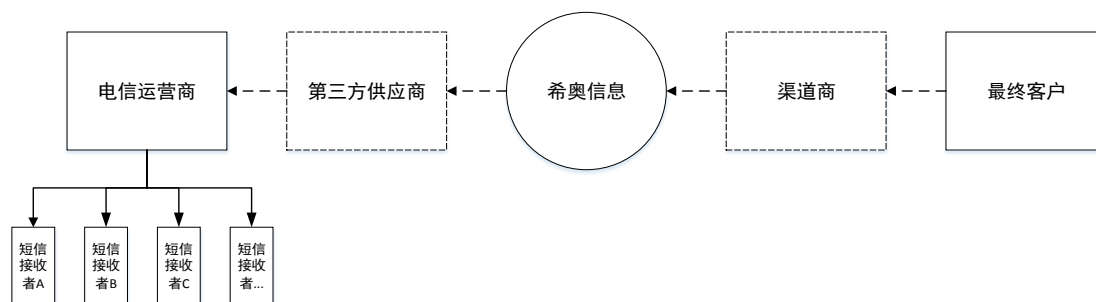 电信运营商
第三方供应商
希奥信息
渠道商
最终客户
短信
接收
者A
短信
接收
者B
短信
接收
者C
短信
接收
者...